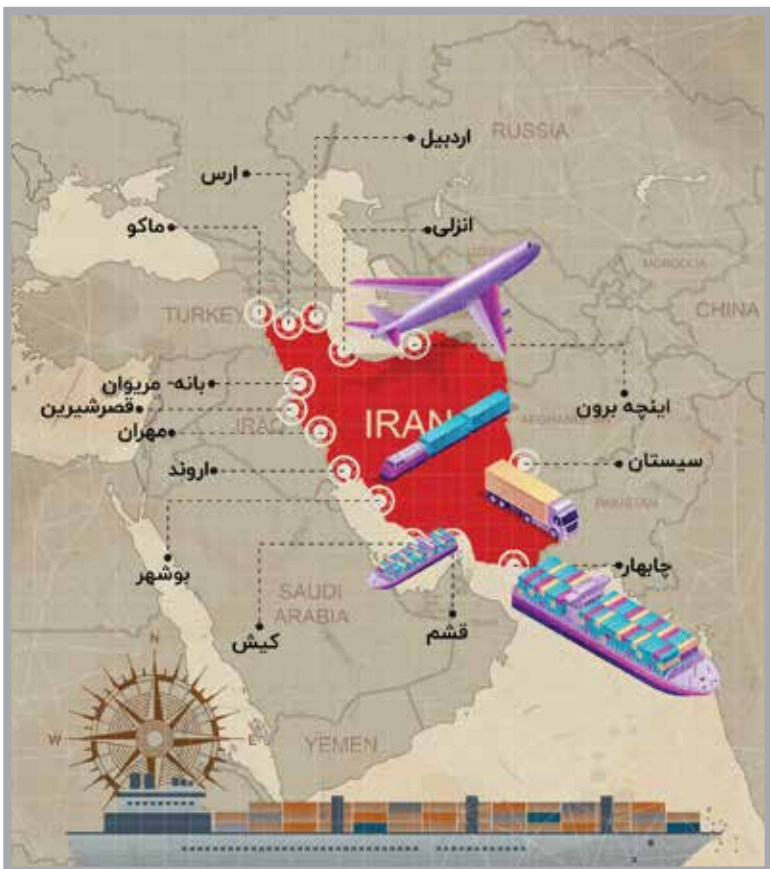 RUSSIA
اردبیل
ارس
ماکو
انزلی
MONGOLIA
TURKEY
CHINA
بانه- مریوان
قصرشیرین
مهران
اروند
IRAQ
IRAN
AFGHANISTAN
اینچه برون
سیستان
PAKISTAN
بوشهر
چابهار
SAUDI
ARABIA
کیش
قشم
YEMEN
N
W
E